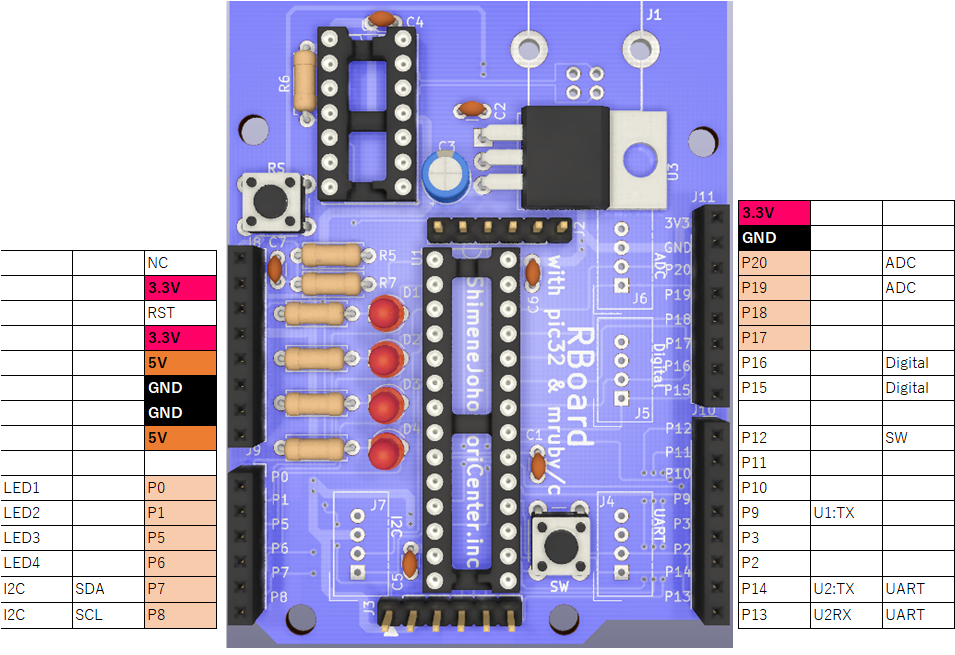 NC
3.3V
RST
3.3V
5V
GND
GND
5V
LED1 P0
LED2 P1
LED3 P5
LED4 P6
I2C SDA P7
I2C SCL P8
C4
J1
R6
C2
C3
U3
R5
J8
C7
J2
J11
3V3
GND
P20
P19
P18
P17
P16
P15
ADC
J6
R5
R7
U1
C6
D1
D2
D3
D4
ShimeneJoho
oriCenter.inc
RBoard
with pic32 & mruby/c
Digital
J5
J9
P0
P1
P5
P6
P7
P8
J7
I2C
C5
J3
C1
SW
J4
UART
J10
P12
P11
P10
P9
P3
P2
P14
P13
3.3V
GND
P20 ADC
P19 ADC
P18
P17
P16 Digital
P15 Digital
P12 SW
P11
P10
P9 U1:TX
P3
P2
P14 U2:TX UART
P13 U2RX UART